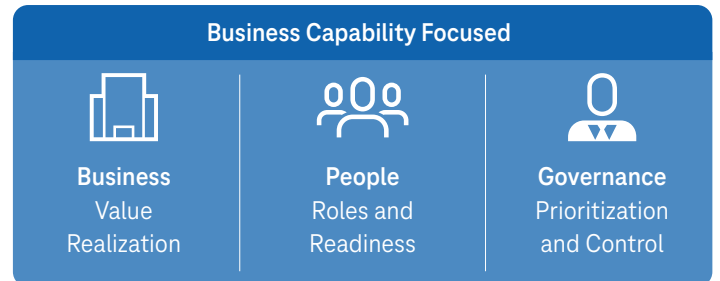 Business Capability Focused
Business
Value
Realization
People
Roles and
Readiness
Governance
Prioritization
and Control